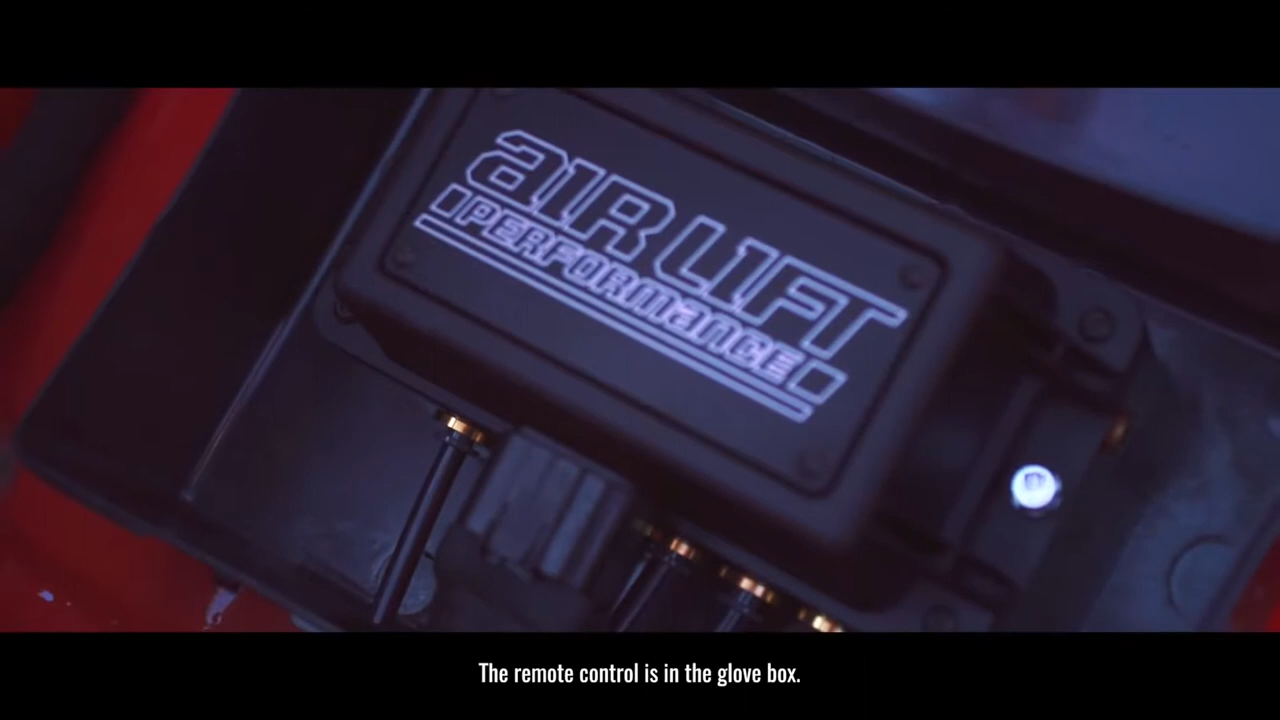 aIR LIFT
PERFORMaNCE
The remote control is in the glove box.